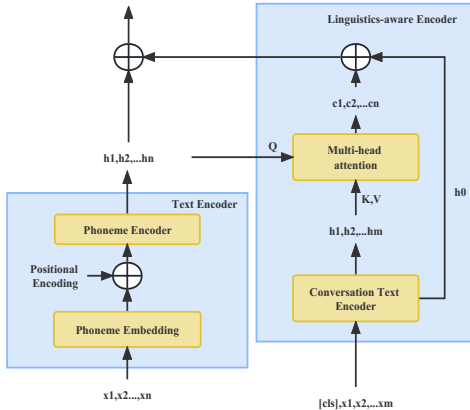 Linguistics-aware Encoder
c1,c2,...cn
Q
Multi-head
attention
h1,h2,...hn
K,V
h0
Text Encoder
Phoneme Encoder
h1,h2,...hm
Positional
Encoding
Conversation Text
Encoder
Phoneme Embedding
x1,x2...,xn
[cls],x1,x2,...xm